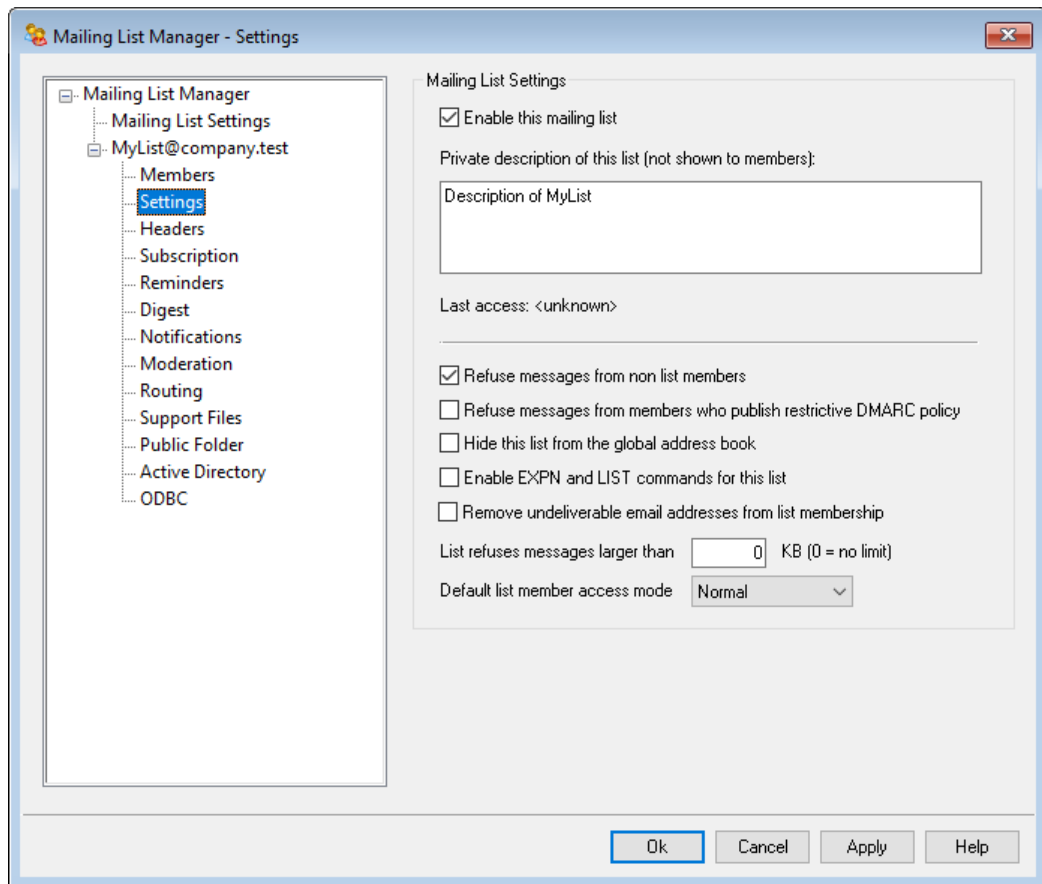 Mailing List Manager - Settings
Mailing List Manager
Mailing List Settings
MyList@company.test
Members
Settings
Headers
Subscription
Reminders
Digest
Notifications
Moderation
Routing
Support Files
Public Folder
Active Directory
ODBC
Mailing List Settings
Enable this mailing list
Private description of this list (not shown to members):
Description of MyList
Last access: <unknown>
Refuse messages from non list members
Refuse messages from members who publish restrictive DMARC policy
Hide this list from the global address book
Enable EXPN and LIST commands for this list
Remove undeliverable email addresses from list membership
List refuses messages larger than 0 KB (0 = no limit)
Default list member access mode Normal
Ok Cancel Apply Help